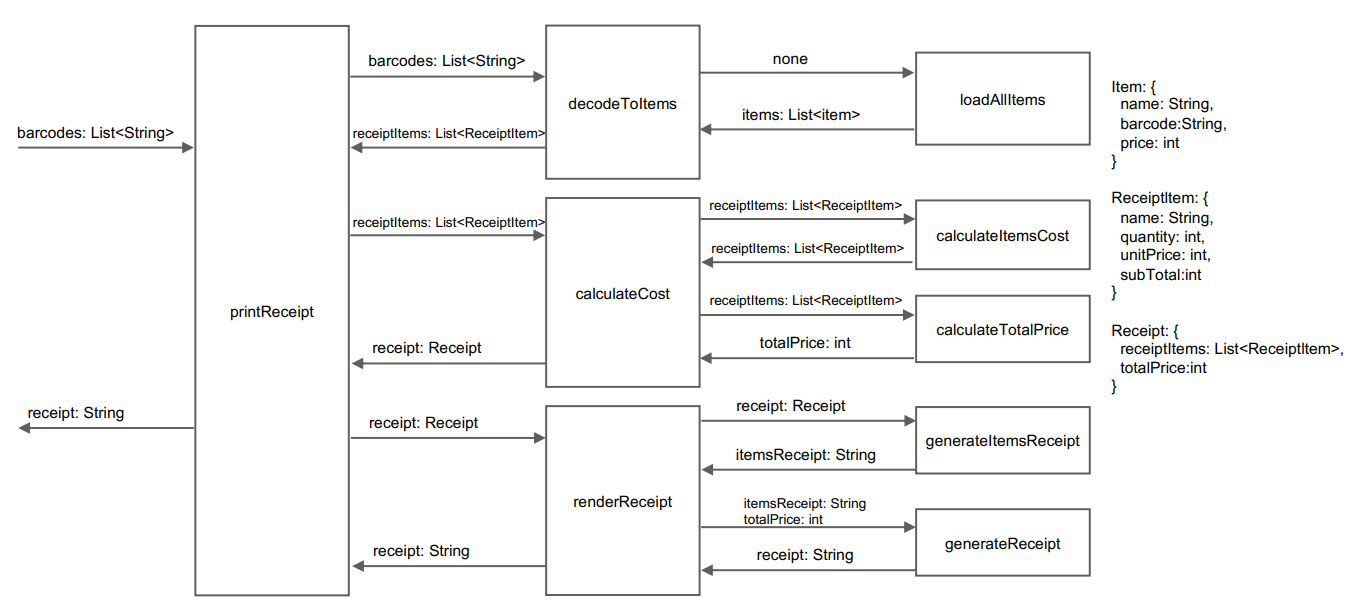 barcodes: List<String>
printReceipt
receipt: String
barcodes: List<String>
receiptItems: List<ReceiptItem>
decodeToItems
none
items: List<item>
loadAllItems
receiptItems: List<ReceiptItem>
receipt: Receipt
calculateCost
receiptItems: List<ReceiptItem>
receiptItems: List<ReceiptItem>
calculateItemsCost
receiptItems: List<ReceiptItem>
totalPrice: int
calculateTotalPrice
receipt: Receipt
receipt: String
renderReceipt
receipt: Receipt
itemsReceipt: String
generateItemsReceipt
itemsReceipt: String
totalPrice: int
receipt: String
generateReceipt
Item: {
name: String,
barcode:String,
price: int
}
ReceiptItem: {
name: String,
quantity: int,
unitPrice: int,
subTotal:int
}
Receipt: {
receiptItems: List<ReceiptItem>,
totalPrice:int
}